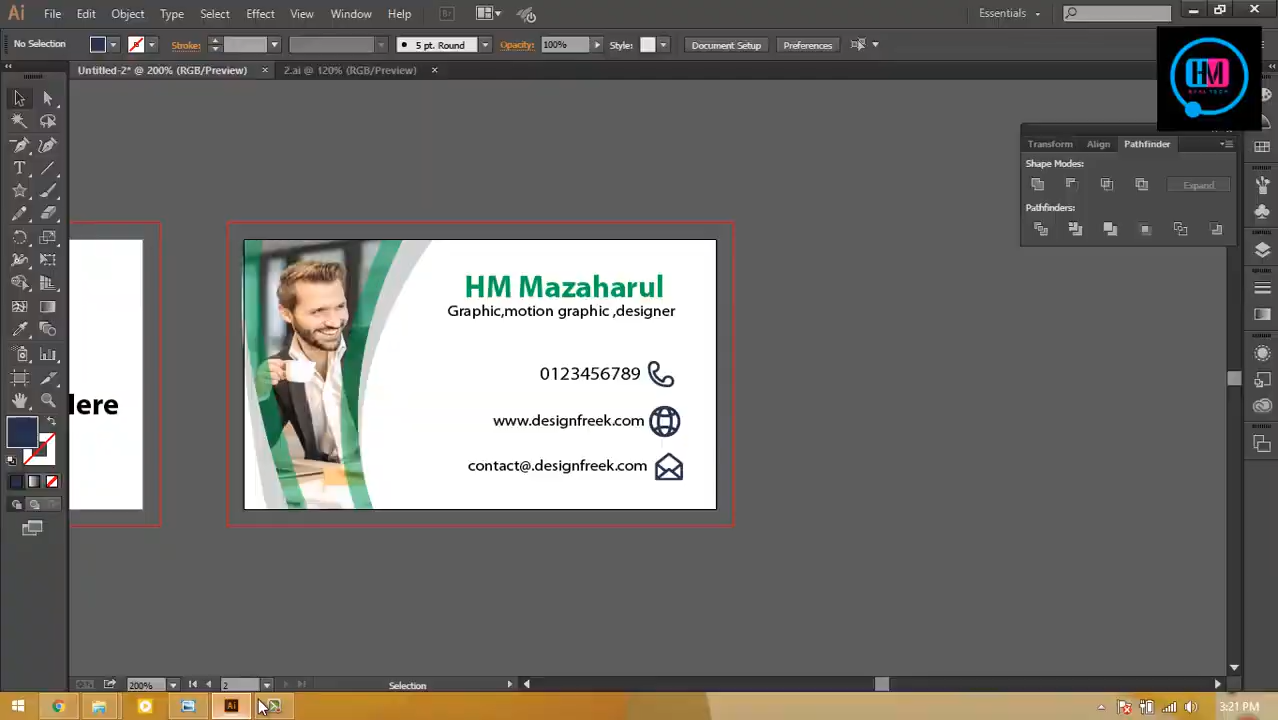 Ai File Edit Object Type Select Effect View Window Help Br Essentials
No Selection Stroke: 5 pt. Round Opacity: 100% Style: Document Setup Preferences
Untitled-2* @ 200% (RGB/Preview) × 2.ai @ 120% (RGB/Preview) ×
HM
Transform Align Pathfinder
Shape Modes:
Expand
Pathfinders:
HM Mazaharul
Graphic,motion graphic ,designer
0123456789
Here
www.designfreek.com
contact@.designfreek.com
200% 2 Selection
Ai 3:21 PM